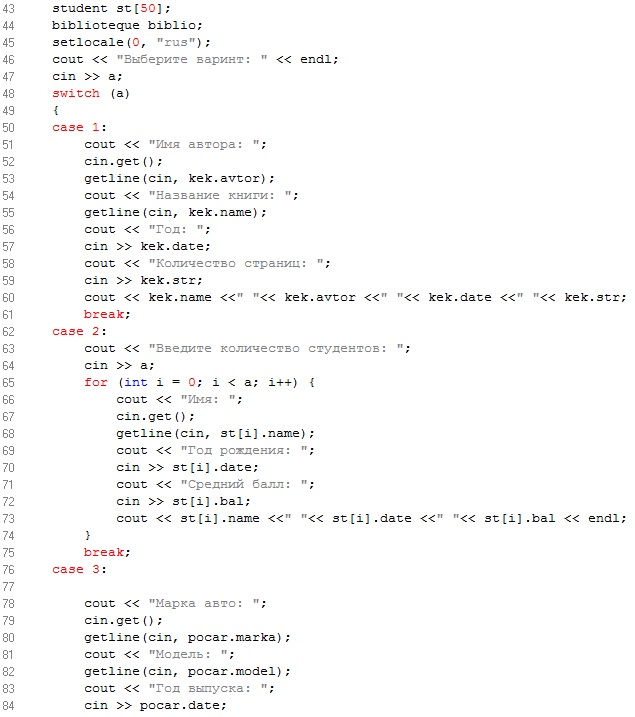 43 student st[50];
44 biblioteque biblio;
45 setlocale(0, "rus");
46 cout << "Выберите варинт: " << endl;
47 cin >> a;
48 switch (a)
49 {
50 case 1:
51 cout << "Имя автора: ";
52 cin.get();
53 getline(cin, kek.avtor);
54 cout << "Название книги: ";
55 getline(cin, kek.name);
56 cout << "Год: ";
57 cin >> kek.date;
58 cout << "Количество страниц: ";
59 cin >> kek.str;
60 cout << kek.name <<" "<< kek.avtor <<" "<< kek.date <<" "<< kek.str;
61 break;
62 case 2:
63 cout << "Введите количество студентов: ";
64 cin >> a;
65 for (int i = 0; i < a; i++) {
66 cout << "Имя: ";
67 cin.get();
68 getline(cin, st[i].name);
69 cout << "Год рождения: ";
70 cin >> st[i].date;
71 cout << "Средний балл: ";
72 cin >> st[i].bal;
73 cout << st[i].name <<" "<< st[i].date <<" "<< st[i].bal << endl;
74 }
75 break;
76 case 3:
77
78 cout << "Марка авто: ";
79 cin.get();
80 getline(cin, pocar.marka);
81 cout << "Модель: ";
82 getline(cin, pocar.model);
83 cout << "Год выпуска: ";
84 cin >> pocar.date;